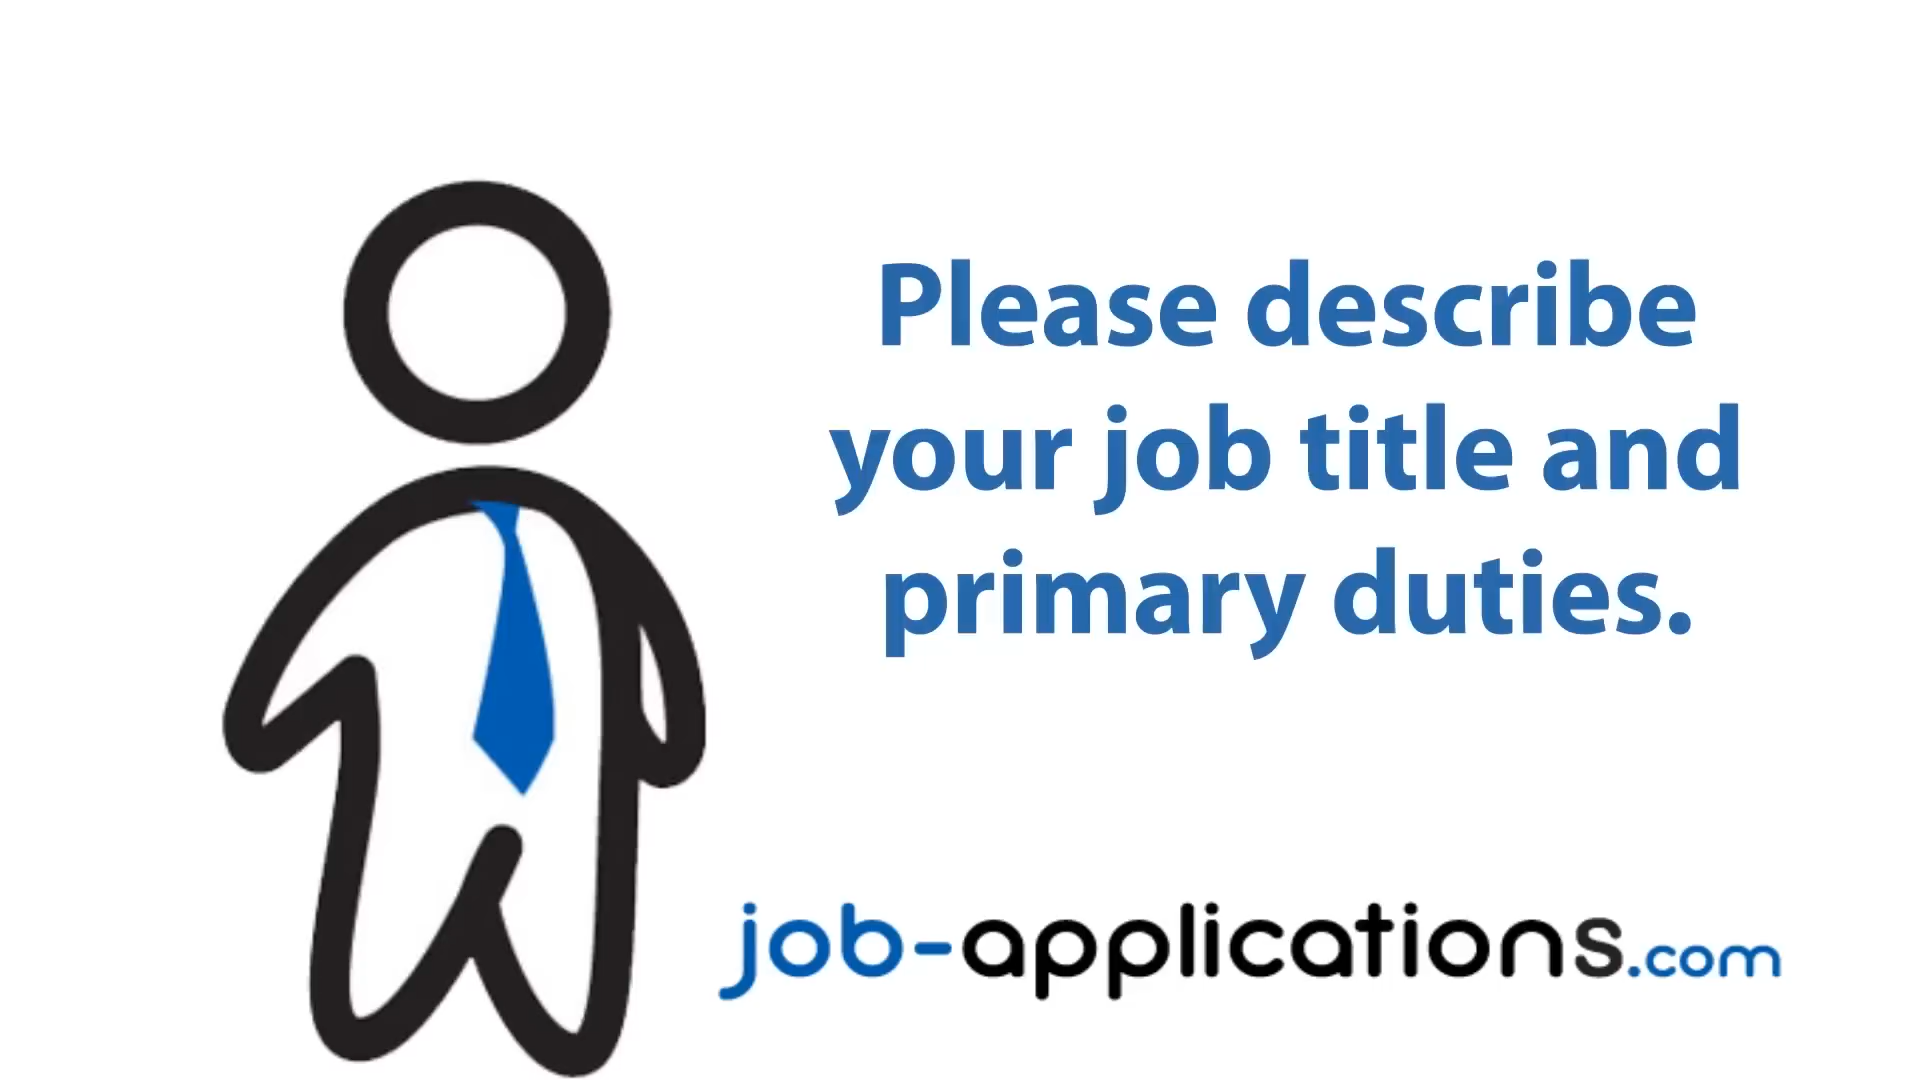 Please describe
your job title and
primary duties.
job-applications.com